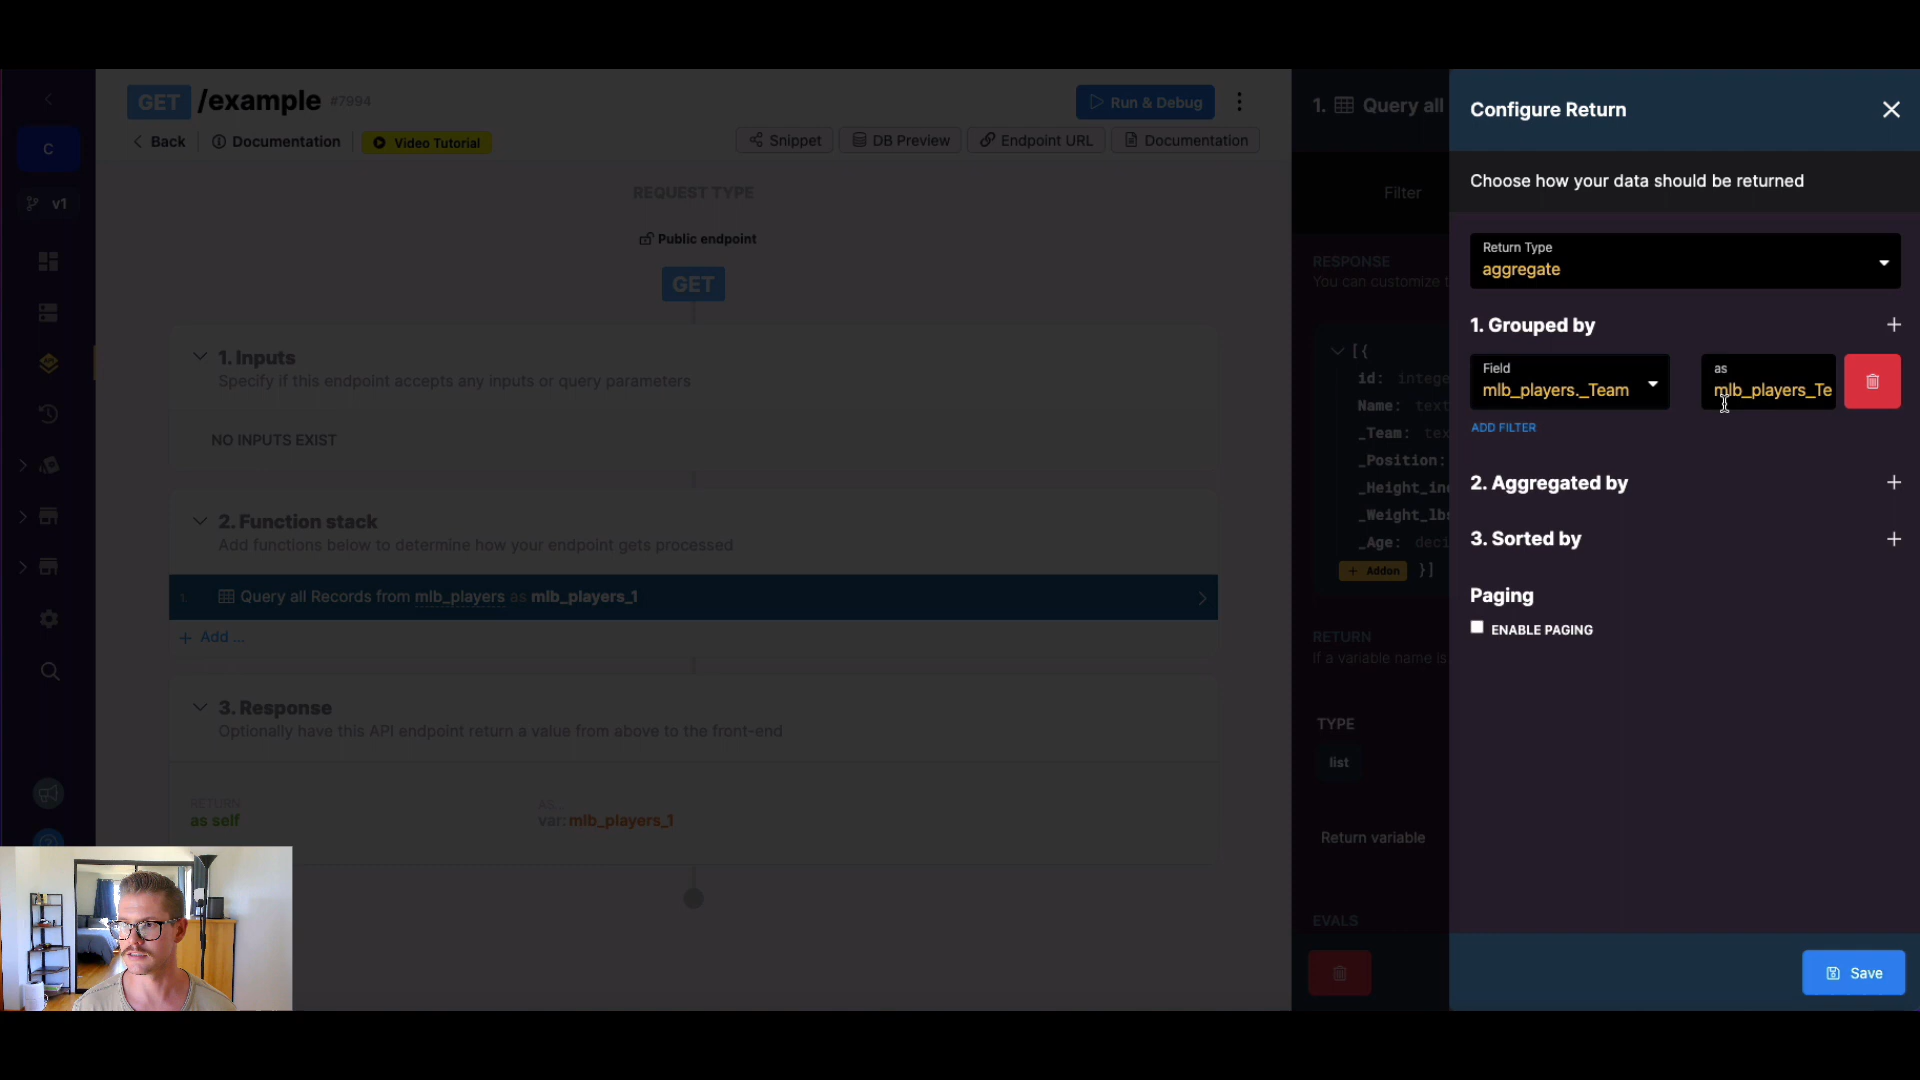 GET /example #7994
Run & Debug
Back
Documentation
Video Tutorial
Snippet
DB Preview
Endpoint URL
Documentation
C
v1
REQUEST TYPE
Public endpoint
GET
1. Inputs
Specify if this endpoint accepts any inputs or query parameters
NO INPUTS EXIST
2. Function stack
Add functions below to determine how your endpoint gets processed
1. Query all Records from mlb_players as mlb_players_1
+ Add ...
3. Response
Optionally have this API endpoint return a value from above to the front-end
RETURN
as self
AS...
var: mlb_players_1
1. Query all
Filter
RESPONSE
You can customize t
[{
id: intege
Name: text
_Team: tex
_Position:
_Height_in
_Weight_lb
_Age: deci
+ Addon }]
RETURN
If a variable name is
TYPE
list
Return variable
EVALS
Configure Return
Choose how your data should be returned
Return Type
aggregate
1. Grouped by
Field
mlb_players._Team
as
mlb_players_Te
ADD FILTER
2. Aggregated by
3. Sorted by
Paging
ENABLE PAGING
Save